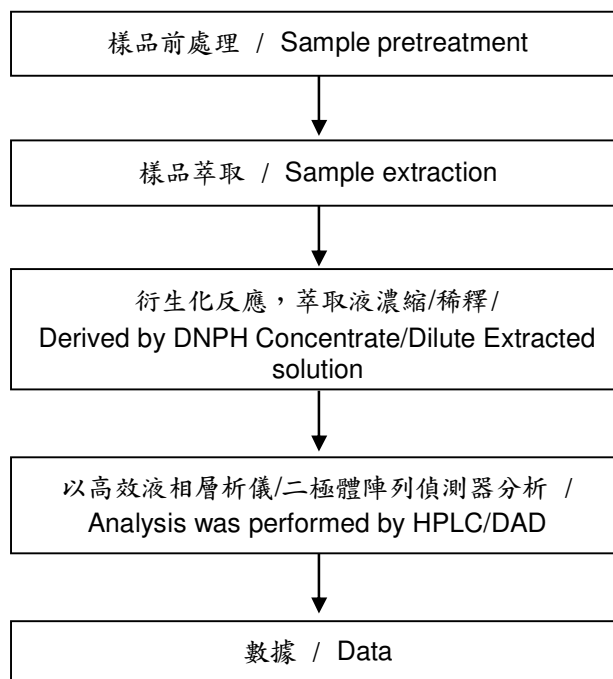 樣品前處理 / Sample pretreatment
樣品萃取 / Sample extraction
衍生化反應，萃取液濃縮/稀釋/
Derived by DNPH Concentrate/Dilute Extracted
solution
以高效液相層析儀/二極體陣列偵測器分析 /
Analysis was performed by HPLC/DAD
數據 / Data